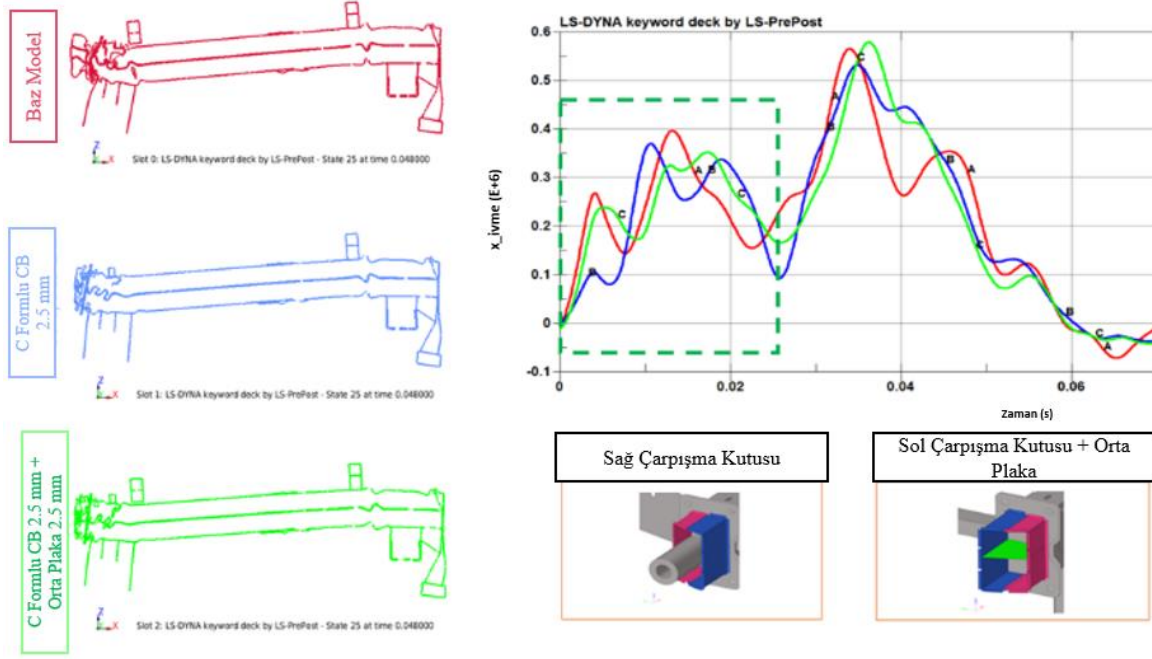 Baz Model
Z
X
Slot 0: LS-DYNA keyword deck by LS-PrePost - State 25 at time 0.048000
C Formlu CB
2.5 mm
Z
X
Slot 1: LS-DYNA keyword deck by LS-PrePost - State 25 at time 0.048000
C Formlu CB 2.5 mm +
Orta Plaka 2.5 mm
Z
X
Slot 2: LS-DYNA keyword deck by LS-PrePost - State 25 at time 0.048000
LS-DYNA keyword deck by LS-PrePost
x_ivme (E+6)
0.6
0.5
0.4
0.3
0.2
0.1
0
-0.1
A
B
C
A
B
C
A
B
C
B
A
C
B
C
A
0
0.02
0.04
0.06
Zaman (s)
Sağ Çarpışma Kutusu
Sol Çarpışma Kutusu + Orta
Plaka